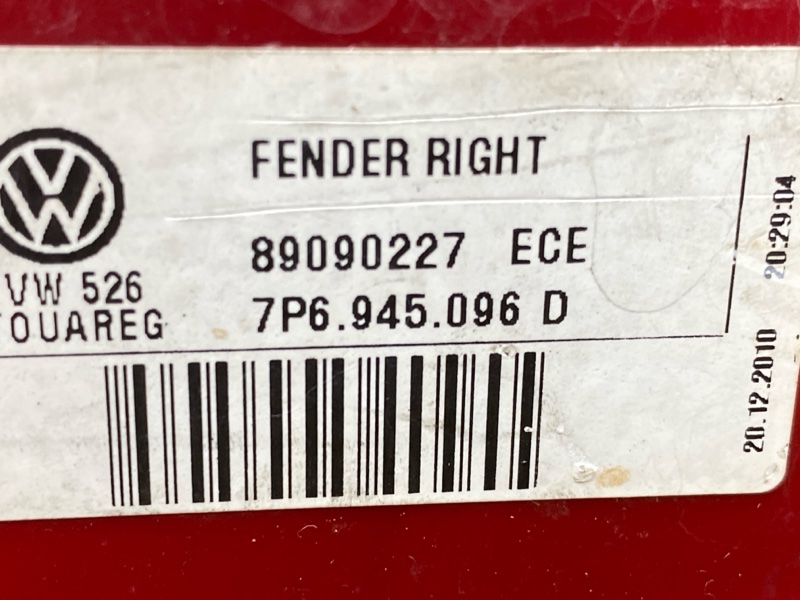 FENDER RIGHT
89090227 ECE
7P6.945.096 D
VW 526
TOUAREG
20.12.2010 20:29:04